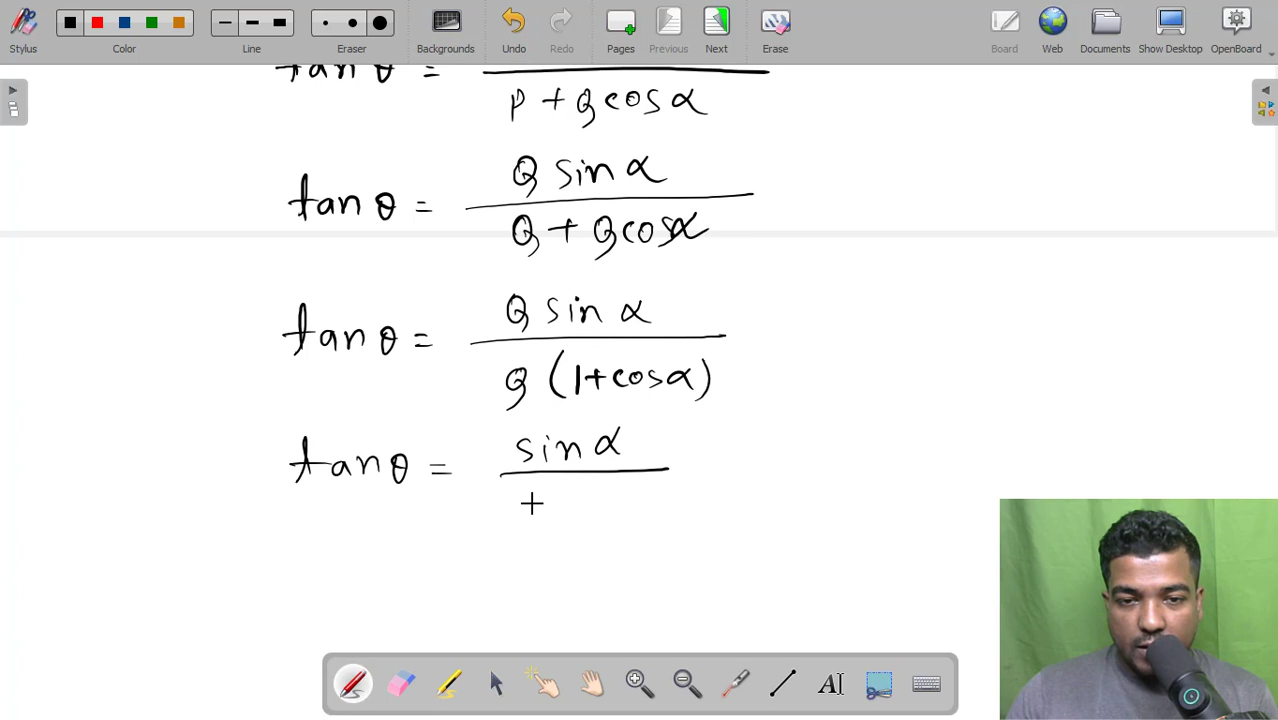 Stylus Color Line Eraser Backgrounds Undo Redo Pages Previous Next Erase Board Web Documents Show Desktop OpenBoard
tan θ =
P + Q cos α
tan θ = Q sin α
Q + Q cos α
tan θ = Q sin α
Q (1+cos α)
tan θ = sin α
+